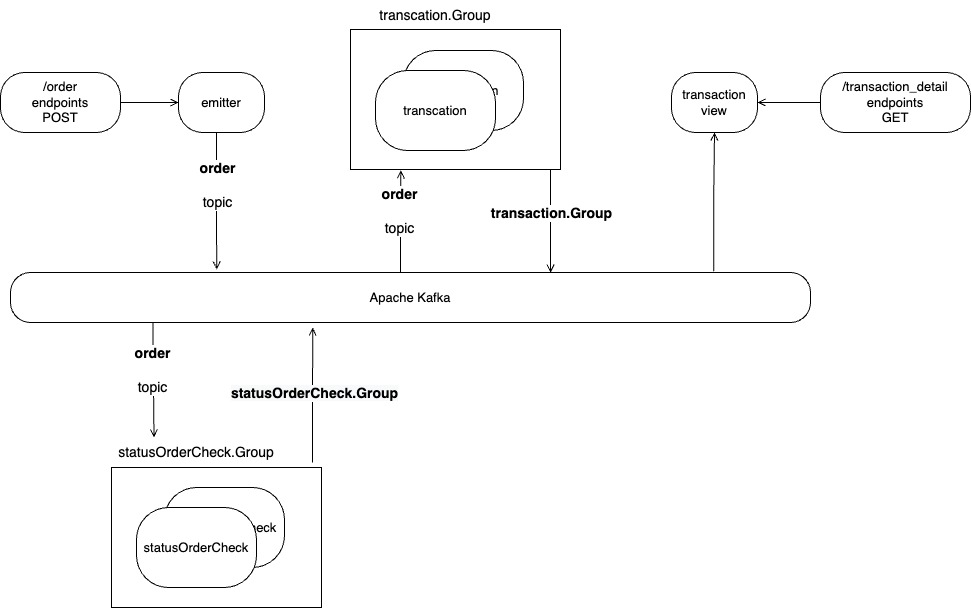 transcation.Group
/order
endpoints
POST
emitter
n
transcation
transaction
view
/transaction_detail
endpoints
GET
order
topic
order
topic
transaction.Group
Apache Kafka
order
topic
statusOrderCheck.Group
statusOrderCheck.Group
eck
statusOrderCheck